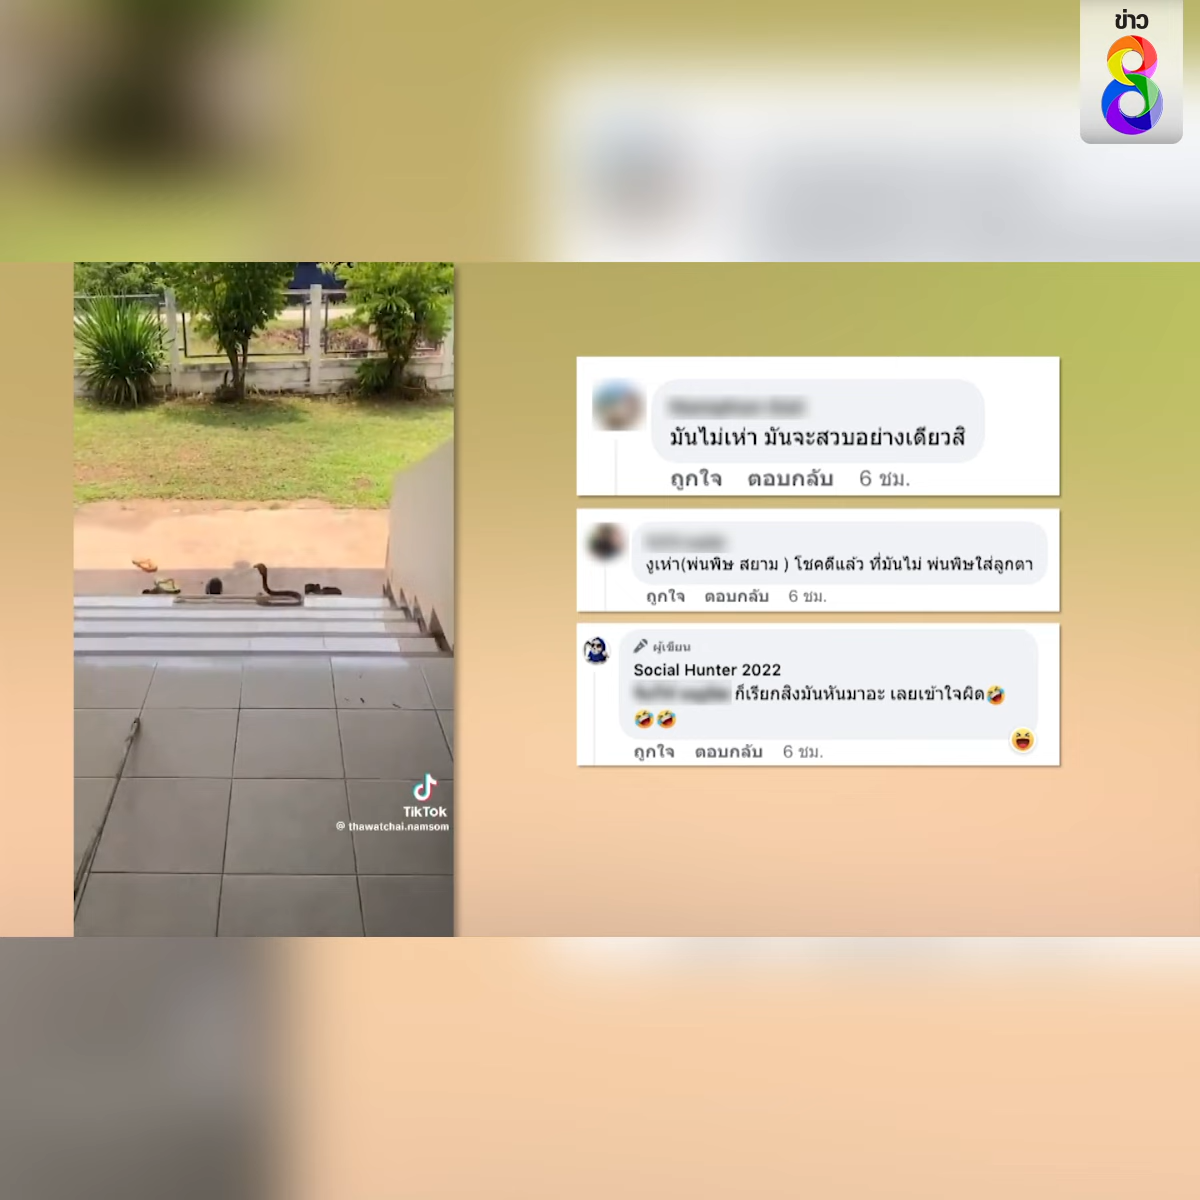 ข่าว
8
มันไม่เห่า มันจะสวบอย่างเดียวสิ
ถูกใจ ตอบกลับ 6 ชม.
งูเห่า(พ่นพิษ สยาม ) โชคดีแล้ว ที่มันไม่ พ่นพิษใส่ลูกตา
ถูกใจ ตอบกลับ 6 ชม.
ผู้เขียน
Social Hunter 2022
ก็เรียกสิงมันหันมาอะ เลยเข้าใจผิด🤣
🤣🤣
ถูกใจ ตอบกลับ 6 ชม.
TikTok
@ thawatchai.namsom